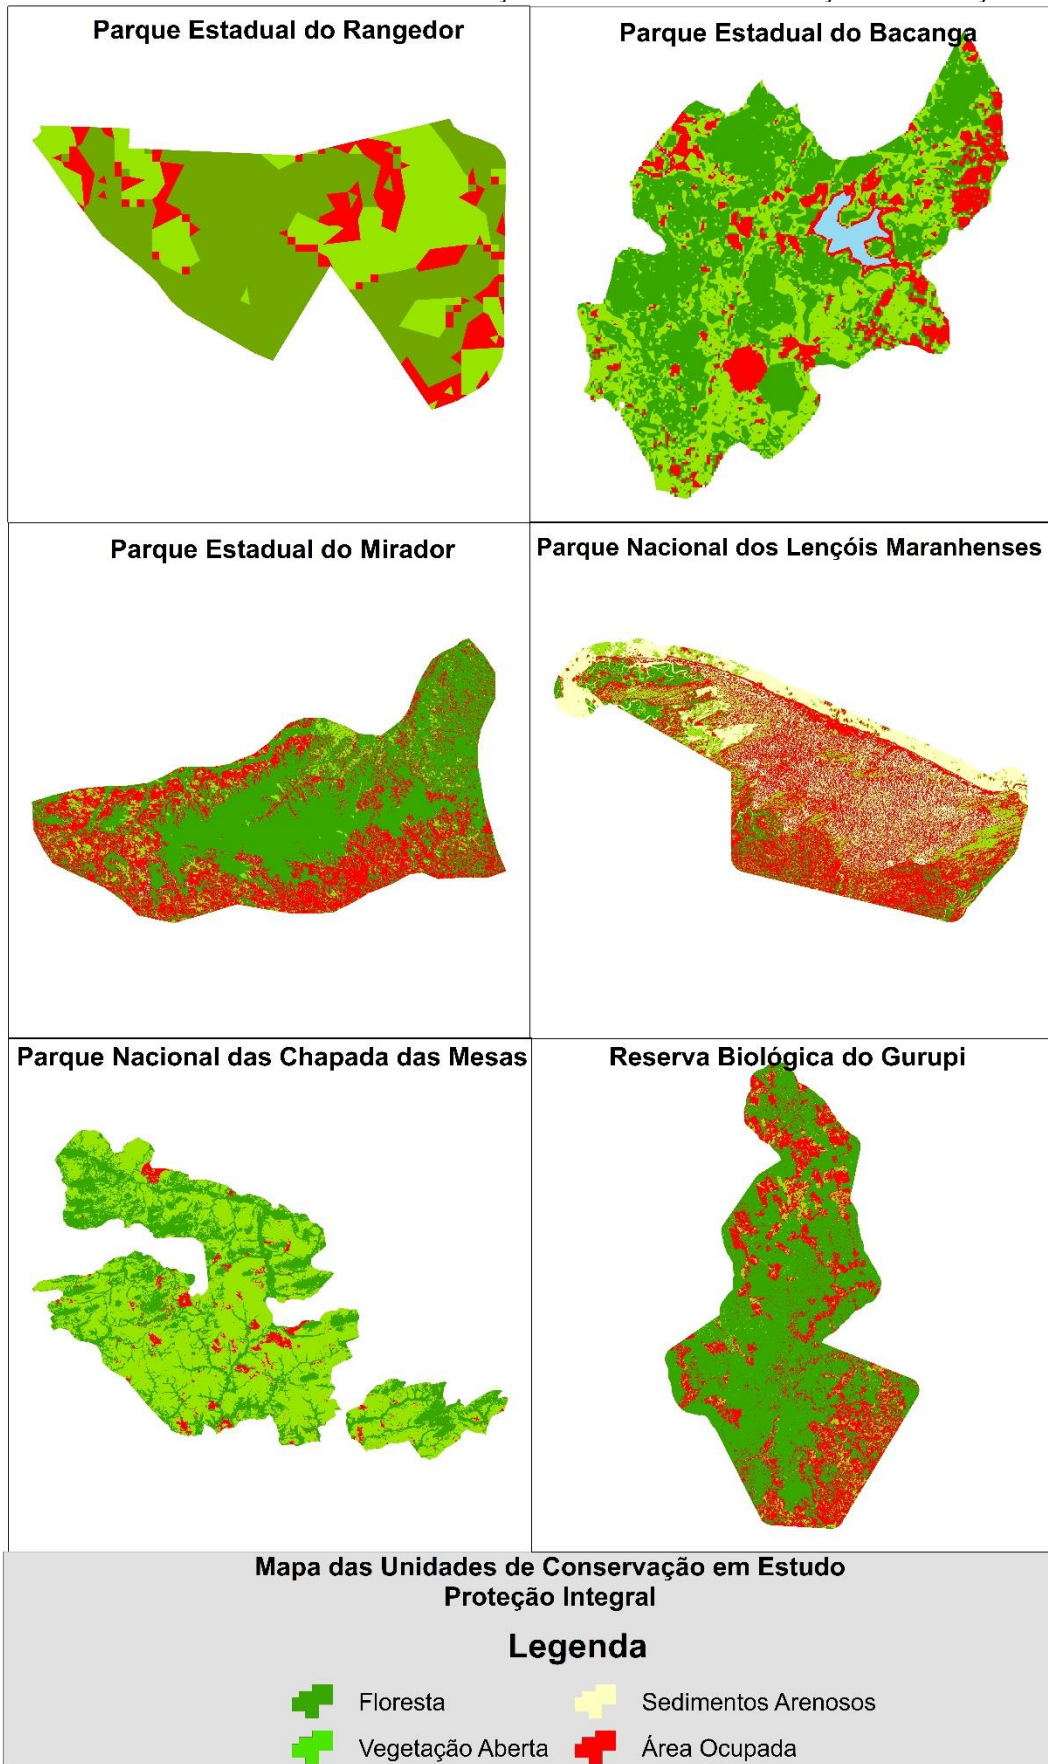 Parque Estadual do Rangedor
Parque Estadual do Bacanga
Parque Estadual do Mirador
Parque Nacional dos Lençóis Maranhenses
Parque Nacional das Chapada das Mesas
Reserva Biológica do Gurupi
Mapa das Unidades de Conservação em Estudo
Proteção Integral
Legenda
Floresta
Sedimentos Arenosos
Vegetação Aberta
Área Ocupada